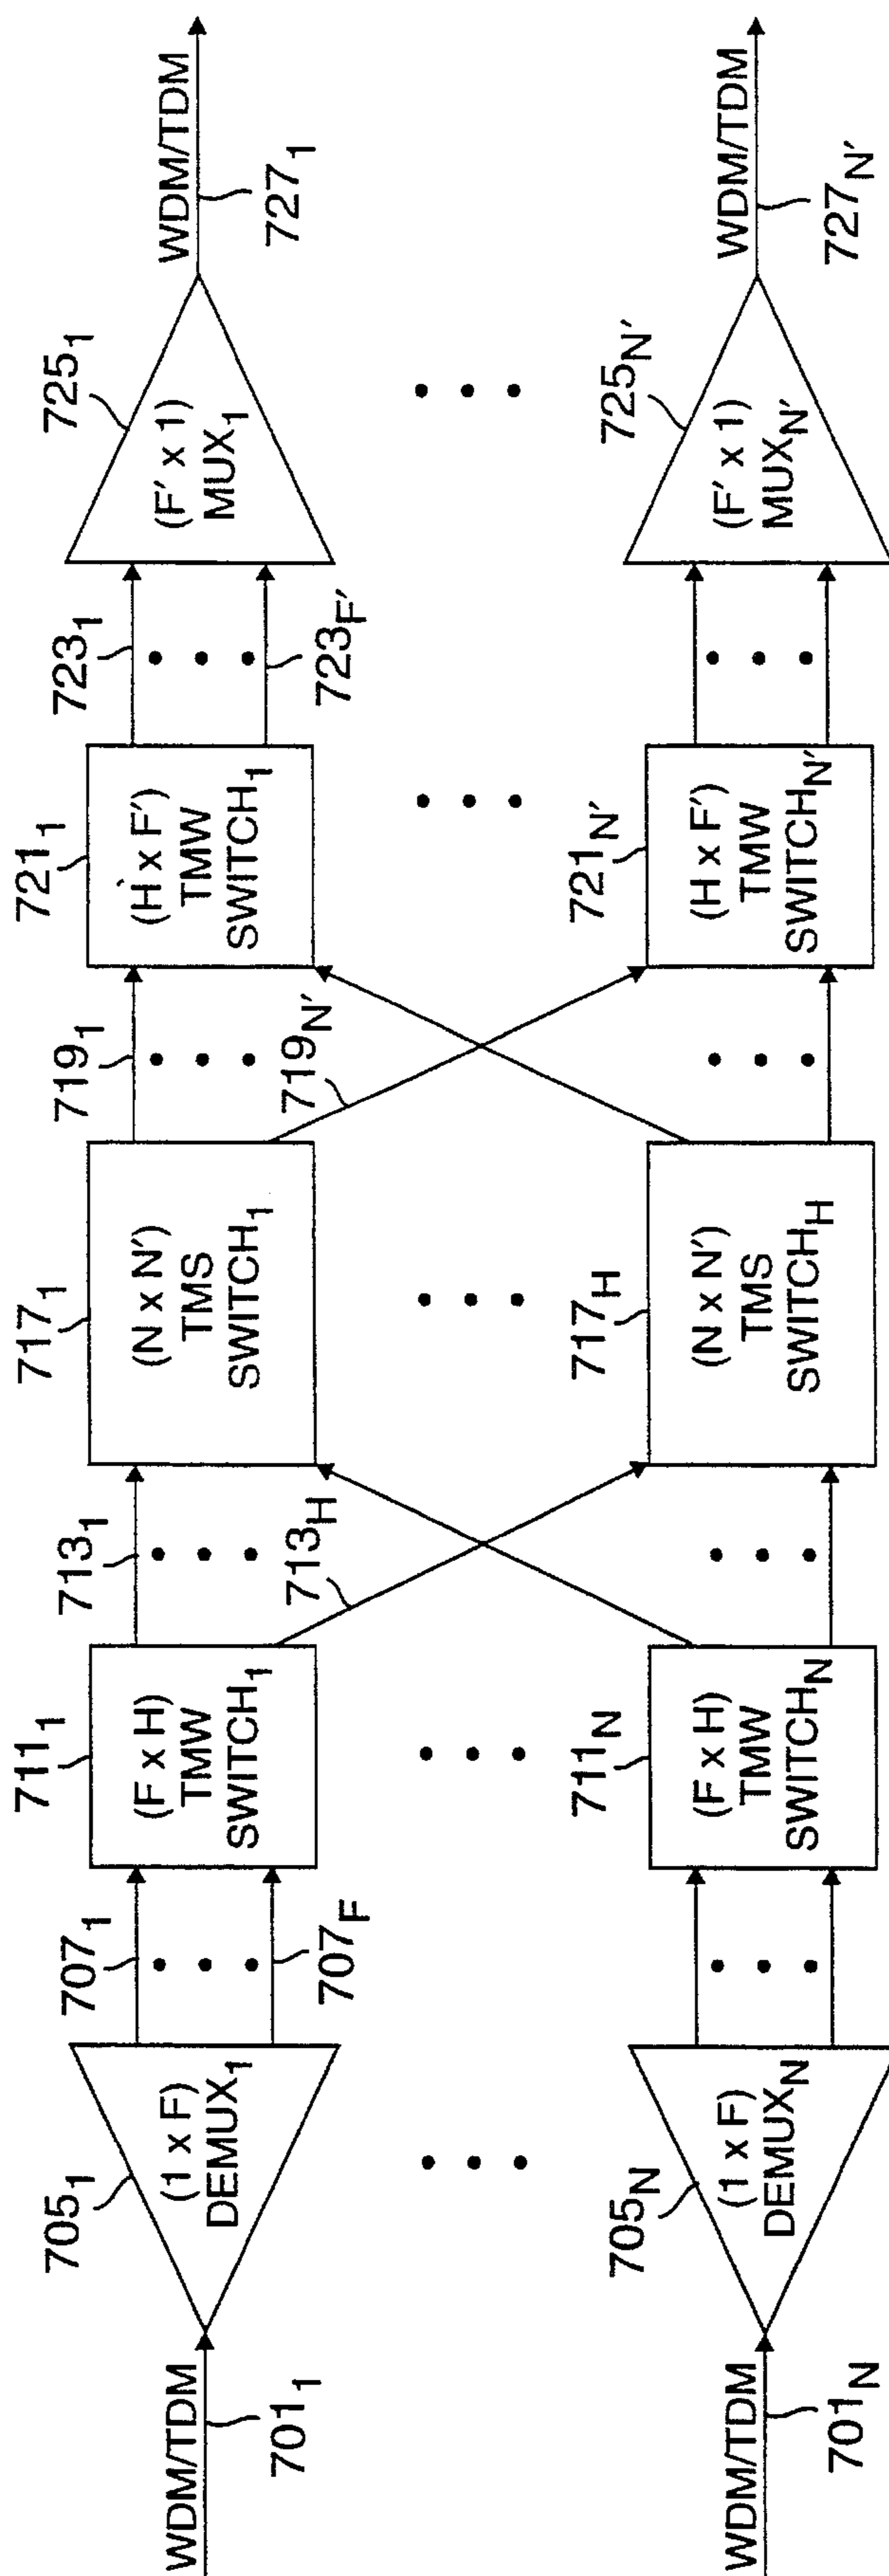 WDM/TDM
701₁
705₁
(1 x F)
DEMUX₁
707₁
707F
711₁
(F x H)
TMW
SWITCH₁
713₁
713H
717₁
(N x N′)
TMS
SWITCH₁
719₁
719N′
721₁
(H x F′)
TMW
SWITCH₁
723₁
723F′
725₁
(F′ x 1)
MUX₁
WDM/TDM
727₁
WDM/TDM
701N
705N
(1 x F)
DEMUXN
711N
(F x H)
TMW
SWITCHN
717H
(N x N′)
TMS
SWITCHH
721N′
(H x F′)
TMW
SWITCHN′
725N′
(F′ x 1)
MUXN′
WDM/TDM
727N′